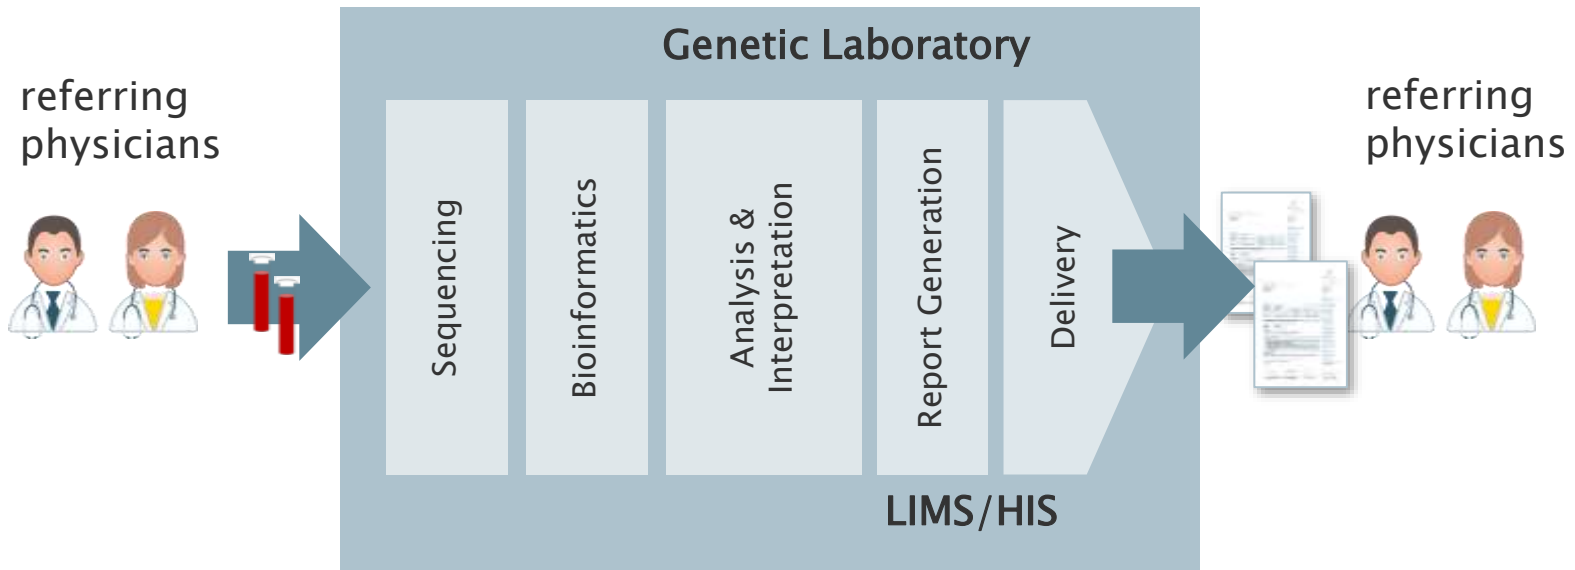 Genetic Laboratory
referring
physicians
Sequencing
Bioinformatics
Analysis &
Interpretation
Report Generation
Delivery
LIMS/HIS
referring
physicians